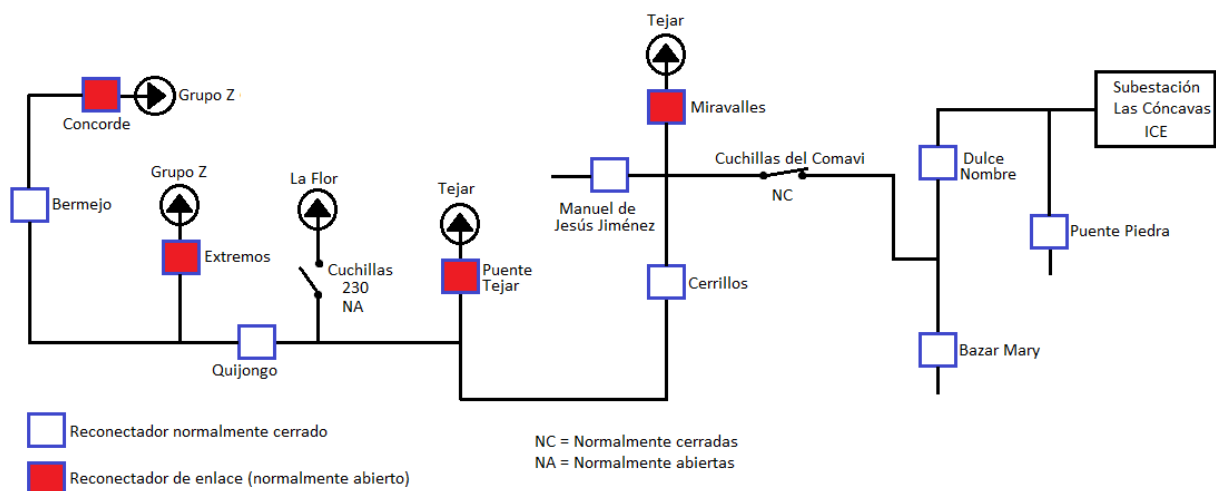 Tejar
Subestación
Las Cóncavas
ICE
Grupo Z
Concorde
Miravalles
Cuchillas del Comavi
NC
Dulce
Nombre
Grupo Z
La Flor
Tejar
Bermejo
Manuel de
Jesús Jiménez
Puente Piedra
Extremos
Cuchillas
230
NA
Puente
Tejar
Cerrillos
Quijongo
Bazar Mary
Reconectador normalmente cerrado
Reconectador de enlace (normalmente abierto)
NC = Normalmente cerradas
NA = Normalmente abiertas